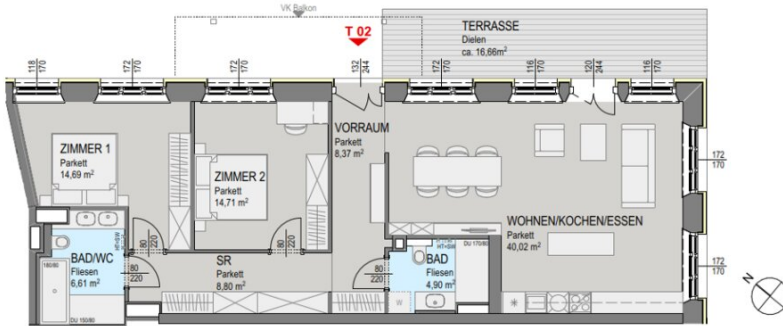 VK Balkon
T 02
TERRASSE
Dielen
ca. 16,66m²
118
170
172
170
172
170
132
244
172
170
116
170
120
244
116
170
ZIMMER 1
Parkett
14,69 m²
ZIMMER 2
Parkett
14,71 m²
VORRAUM
Parkett
8,37 m²
172
170
WOHNEN/KOCHEN/ESSEN
Parkett
40,02 m²
80
220
80
220
HT+SW
BAD/WC
Fliesen
6,61 m²
180/80
DU 150/80
80
220
SR
Parkett
8,80 m²
80
220
HT+SW
DU 170/80
BAD
Fliesen
4,90 m²
W
172
170
N